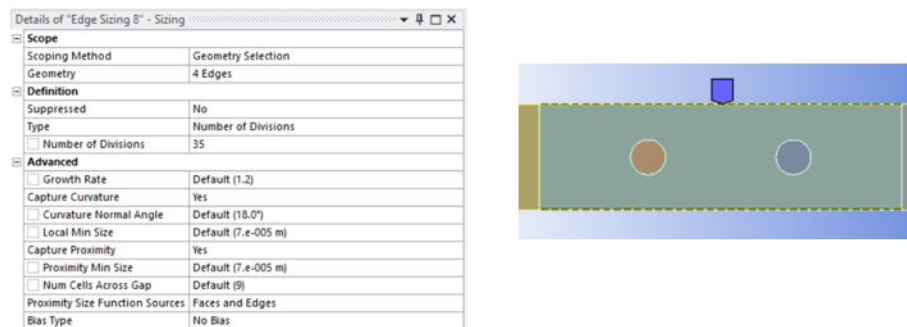 Details of "Edge Sizing 8" - Sizing
Scope
Scoping Method Geometry Selection
Geometry 4 Edges
Definition
Suppressed No
Type Number of Divisions
Number of Divisions 35
Advanced
Growth Rate Default (1.2)
Capture Curvature Yes
Curvature Normal Angle Default (18.0°)
Local Min Size Default (7.e-005 m)
Capture Proximity Yes
Proximity Min Size Default (7.e-005 m)
Num Cells Across Gap Default (9)
Proximity Size Function Sources Faces and Edges
Bias Type No Bias